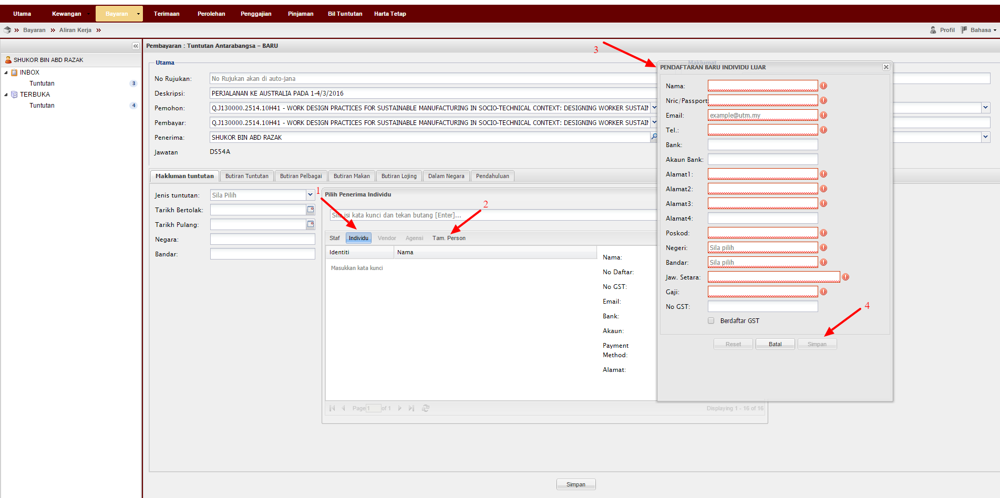 Utama
Kewangan
Bayaran
Terimaan
Perolehan
Penggajian
Pinjaman
Bil Tuntutan
Harta Tetap
Bayaran
Aliran Kerja
Profil
Bahasa
SHUKOR BIN ABD RAZAK
INBOX
Tuntutan 3
TERBUKA
Tuntutan 4
Pembayaran : Tuntutan Antarabangsa - BARU
Utama
No Rujukan: No Rujukan akan di auto-jana
Deskripsi: PERJALANAN KE AUSTRALIA PADA 1-4/3/2016
Pemohon: Q.J130000.2514.10H41 - WORK DESIGN PRACTICES FOR SUSTAINABLE MANUFACTURING IN SOCIO-TECHNICAL CONTEXT: DESIGNING WORKER SUSTAIN
Pembayar: Q.J130000.2514.10H41 - WORK DESIGN PRACTICES FOR SUSTAINABLE MANUFACTURING IN SOCIO-TECHNICAL CONTEXT: DESIGNING WORKER SUSTAIN
Penerima: SHUKOR BIN ABD RAZAK
Jawatan DS54A
Makluman tuntutan
Butiran Tuntutan
Butiran Pelbagai
Butiran Makan
Butiran Lojing
Dalam Negara
Pendahuluan
Jenis tuntutan: Sila Pilih
Tarikh Bertolak:
Tarikh Pulang:
Negara:
Bandar:
1
Pilih Penerima Individu
2
Sila isi kata kunci dan tekan butang [Enter]...
Staf
Individu
Vendor
Agensi
Tam. Person
Identiti
Nama
Masukkan kata kunci
Nama:
No Daftar:
No GST:
Email:
Bank:
Akaun:
Payment
Method:
Alamat:
Page 1 of 1
Displaying 1 - 16 of 16
3
Maklumat
PENDAFTARAN BARU INDIVIDU LUAR
Nama:
Nric/Passport:
Email: example@utm.my
Tel.:
Bank:
Akaun Bank:
Alamat1:
Alamat2:
Alamat3:
Alamat4:
Poskod:
Negeri: Sila pilih
Bandar: Sila pilih
Jaw. Setara:
Gaji:
No GST:
4
Berdaftar GST
Reset
Batal
Simpan
Simpan